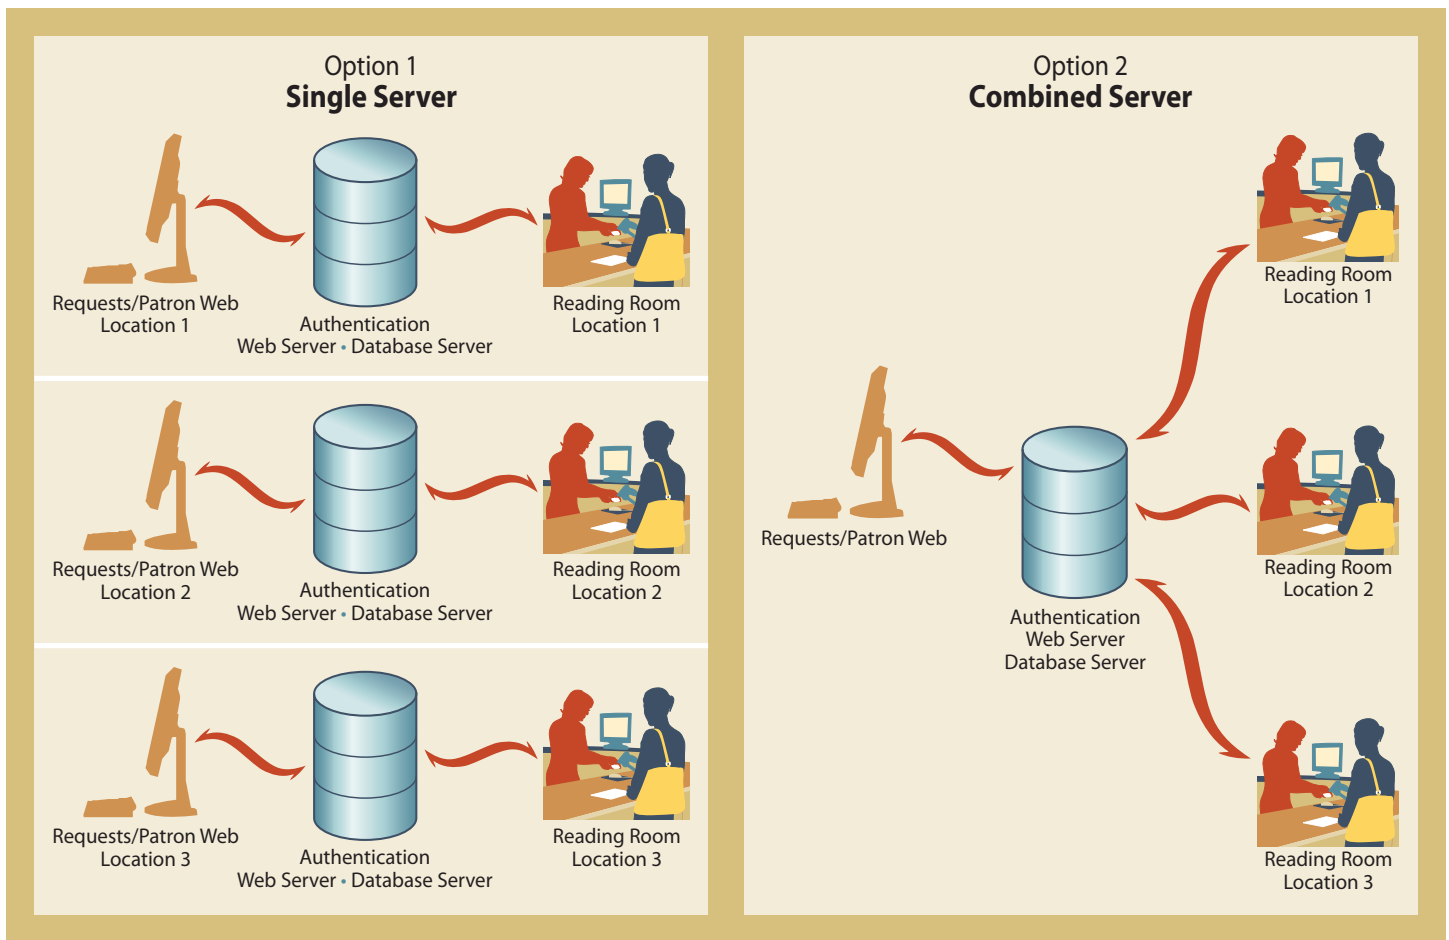 Option 1
Single Server
Requests/Patron Web
Location 1
Authentication
Web Server • Database Server
Reading Room
Location 1
Requests/Patron Web
Location 2
Authentication
Web Server • Database Server
Reading Room
Location 2
Requests/Patron Web
Location 3
Authentication
Web Server • Database Server
Reading Room
Location 3
Option 2
Combined Server
Reading Room
Location 1
Requests/Patron Web
Authentication
Web Server
Database Server
Reading Room
Location 2
Reading Room
Location 3